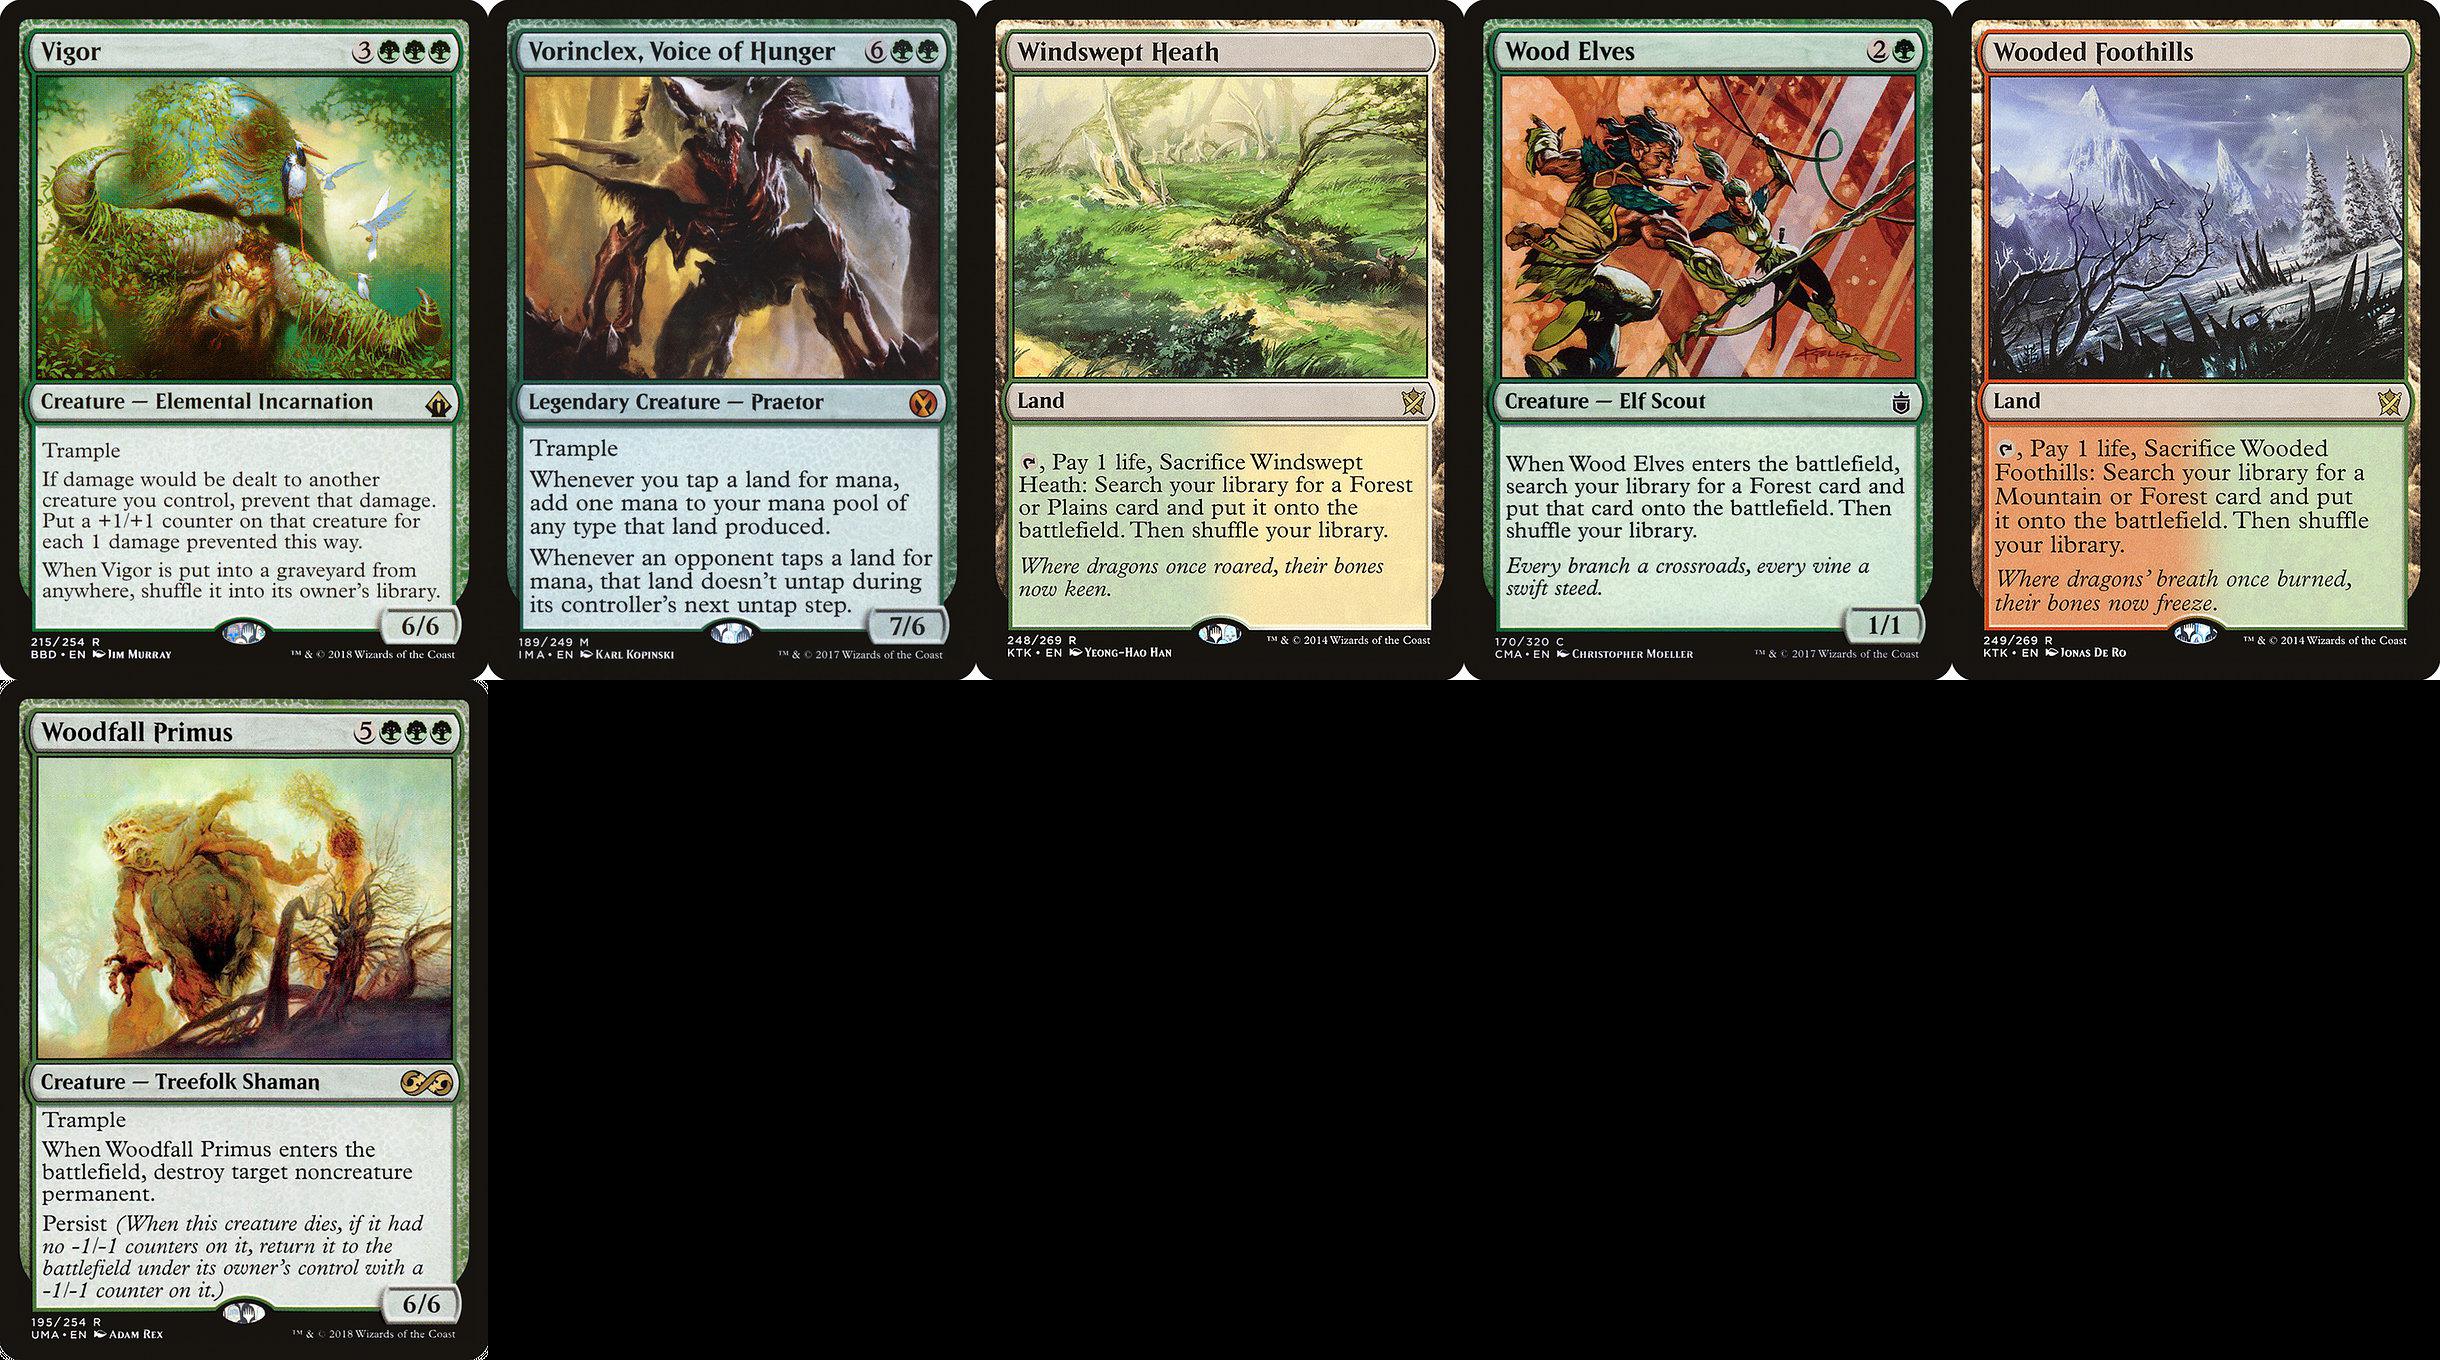 Vigor
3
Creature — Elemental Incarnation
Trample
If damage would be dealt to another
creature you control, prevent that damage.
Put a +1/+1 counter on that creature for
each 1 damage prevented this way.
When Vigor is put into a graveyard from
anywhere, shuffle it into its owner's library.
6/6
215/254 R
BBD • EN Jim Murray
™ & © 2018 Wizards of the Coast
Vorinclex, Voice of Hunger
6
Legendary Creature — Praetor
Trample
Whenever you tap a land for mana,
add one mana to your mana pool of
any type that land produced.
Whenever an opponent taps a land for
mana, that land doesn't untap during
its controller's next untap step.
7/6
189/249 M
IMA • EN Karl Kopinski
™ & © 2017 Wizards of the Coast
Windswept Heath
Land
, Pay 1 life, Sacrifice Windswept
Heath: Search your library for a Forest
or Plains card and put it onto the
battlefield. Then shuffle your library.
Where dragons once roared, their bones
now keen.
248/269 R
KTK • EN Yeong-Hao Han
™ & © 2014 Wizards of the Coast
Wood Elves
2
Creature — Elf Scout
When Wood Elves enters the battlefield,
search your library for a Forest card and
put that card onto the battlefield. Then
shuffle your library.
Every branch a crossroads, every vine a
swift steed.
1/1
170/320 C
CMA • EN Christopher Moeller
™ & © 2017 Wizards of the Coast
Wooded Foothills
Land
, Pay 1 life, Sacrifice Wooded
Foothills: Search your library for a
Mountain or Forest card and put
it onto the battlefield. Then shuffle
your library.
Where dragons' breath once burned,
their bones now freeze.
249/269 R
KTK • EN Jonas De Ro
™ & © 2014 Wizards of the Coast
Woodfall Primus
5
Creature — Treefolk Shaman
Trample
When Woodfall Primus enters the
battlefield, destroy target noncreature
permanent.
Persist (When this creature dies, if it had
no -1/-1 counters on it, return it to the
battlefield under its owner's control with a
-1/-1 counter on it.)
6/6
195/254 R
UMA • EN Adam Rex
™ & © 2018 Wizards of the Coast